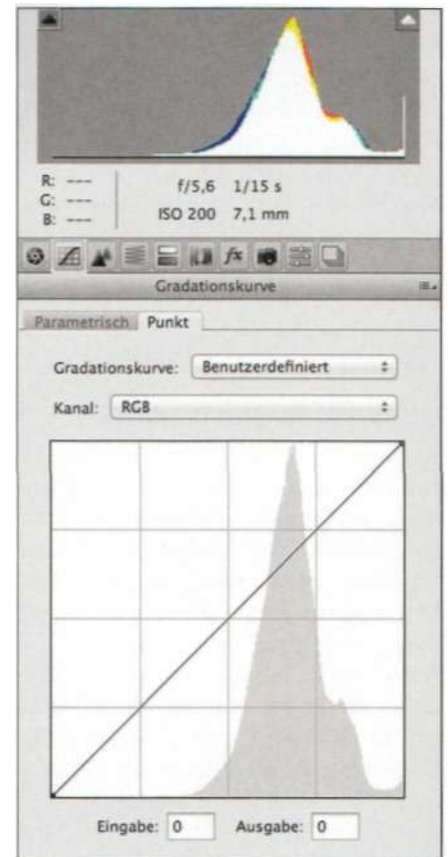 R: --- f/5,6 1/15 s
G: ---
B: --- ISO 200 7,1 mm
fx
Gradationskurve
Parametrisch Punkt
Gradationskurve: Benutzerdefiniert
Kanal: RGB
Eingabe: 0 Ausgabe: 0